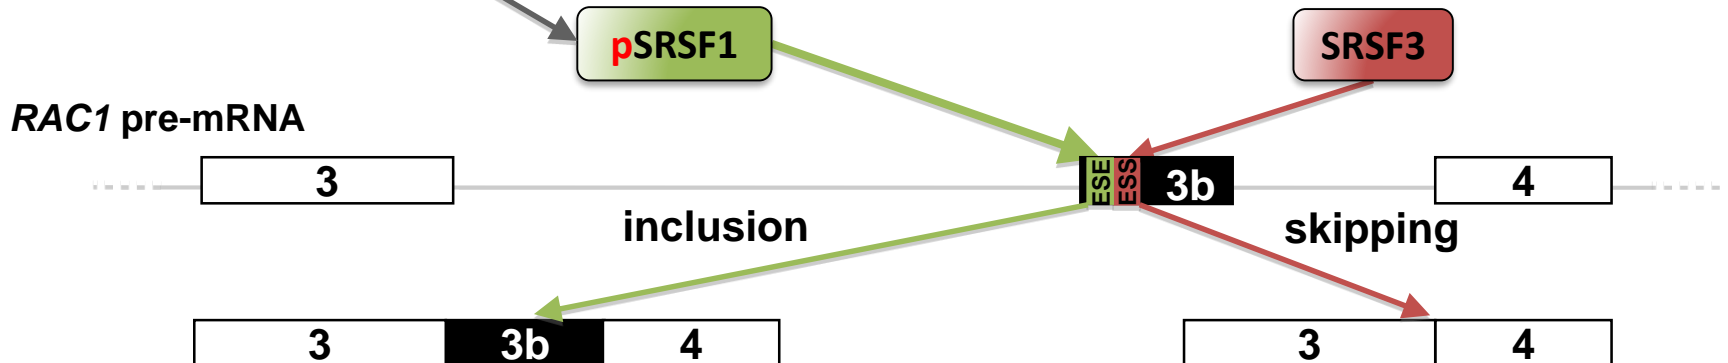 pSRSF1
SRSF3
RAC1 pre-mRNA
3
ESE
ESS
3b
4
inclusion
skipping
3
3b
4
3
4